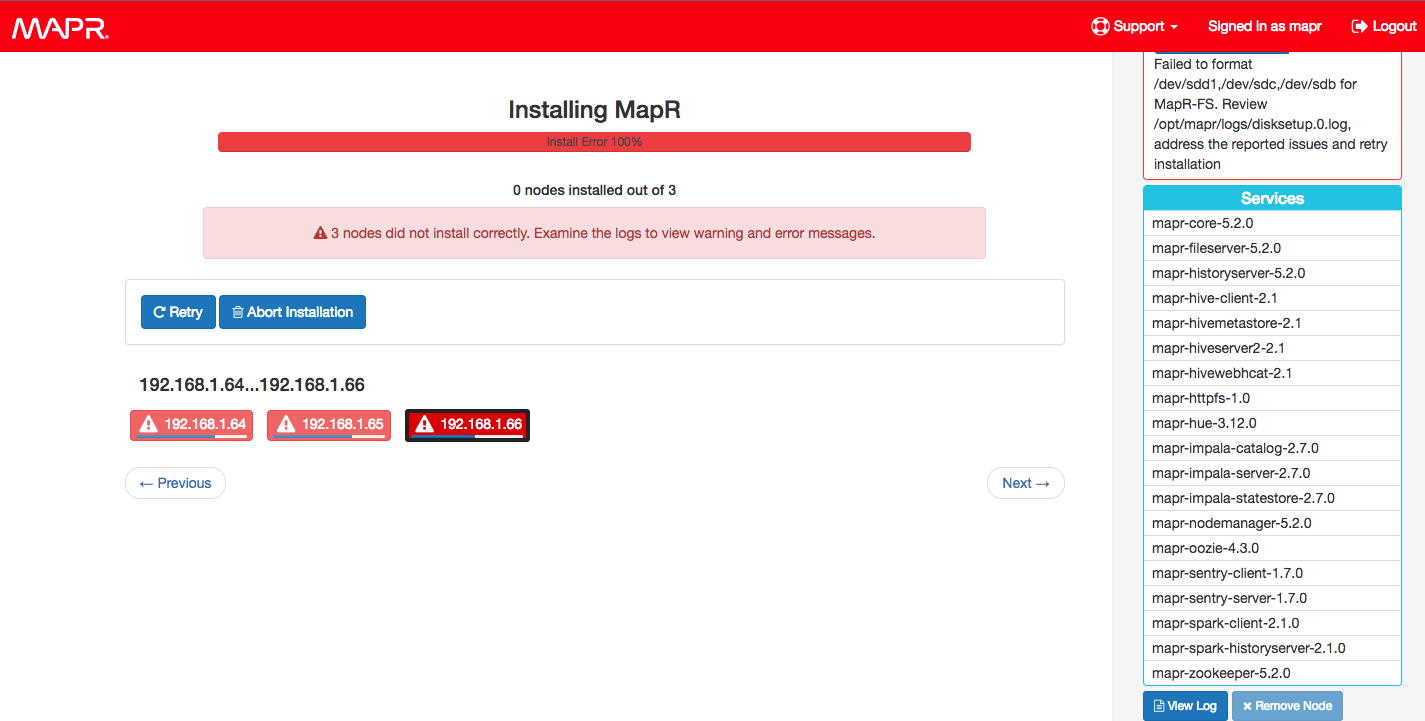 MAPR
Support
Signed in as mapr
Logout
Installing MapR
Install Error 100%
0 nodes installed out of 3
3 nodes did not install correctly. Examine the logs to view warning and error messages.
Retry
Abort Installation
192.168.1.64...192.168.1.66
192.168.1.64
192.168.1.65
192.168.1.66
← Previous
Next →
Failed to format
/dev/sdd1,/dev/sdc,/dev/sdb for
MapR-FS. Review
/opt/mapr/logs/disksetup.0.log,
address the reported issues and retry
installation
Services
mapr-core-5.2.0
mapr-fileserver-5.2.0
mapr-historyserver-5.2.0
mapr-hive-client-2.1
mapr-hivemetastore-2.1
mapr-hiveserver2-2.1
mapr-hivewebhcat-2.1
mapr-httpfs-1.0
mapr-hue-3.12.0
mapr-impala-catalog-2.7.0
mapr-impala-server-2.7.0
mapr-impala-statestore-2.7.0
mapr-nodemanager-5.2.0
mapr-oozie-4.3.0
mapr-sentry-client-1.7.0
mapr-sentry-server-1.7.0
mapr-spark-client-2.1.0
mapr-spark-historyserver-2.1.0
mapr-zookeeper-5.2.0
View Log
Remove Node